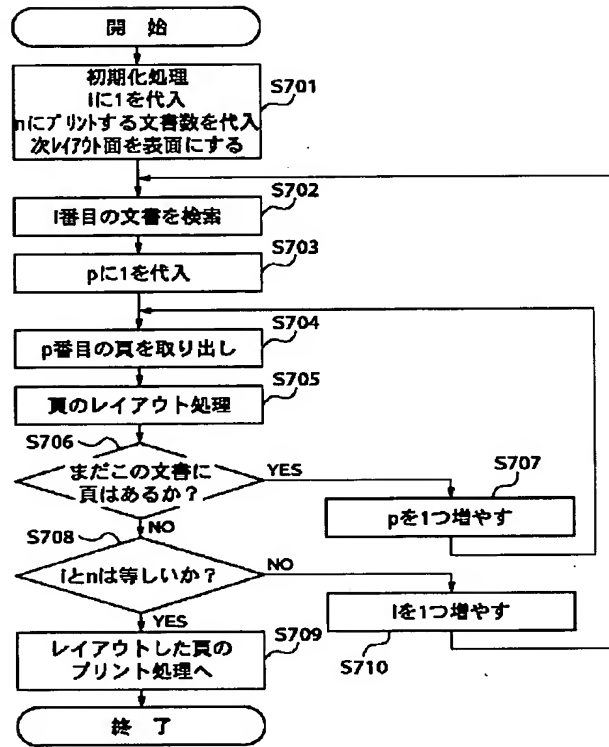 開 始
初期化処理
iに1を代入
nにプリントする文書数を代入
次レイアウト面を表面にする
S701
S702
i番目の文書を検索
S703
pに1を代入
S704
p番目の頁を取り出し
S705
頁のレイアウト処理
S706
まだこの文書に
頁はあるか?
YES
S707
pを1つ増やす
NO
S708
iとnは等しいか?
NO
iを1つ増やす
S710
YES
レイアウトした頁の
プリント処理へ
S709
終 了